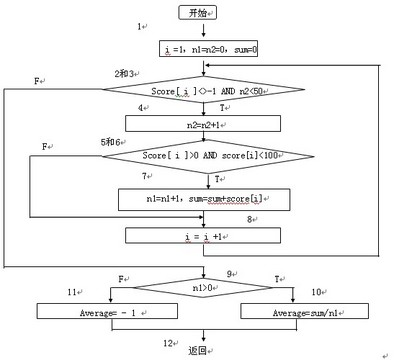 开始
1
i =1, n1=n2=0, sum=0
2和3
F
Score[ i ]<>-1 AND n2<50
4
T
n2=n2+1
5和6
F
Score[ i ]>0 AND score[i]<100
7
T
n1=n1+1, sum=sum+score[i]
8
i = i +1
9
F
n1>0
T
11
10
Average= - 1
Average=sum/n1
12
返回